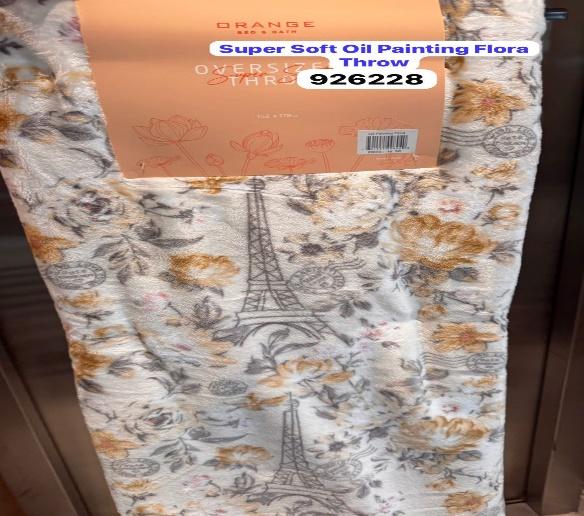 ORANGE
BED & BATH
Super Soft Oil Painting Flora
Throw
OVERSIZE
THRO
926228